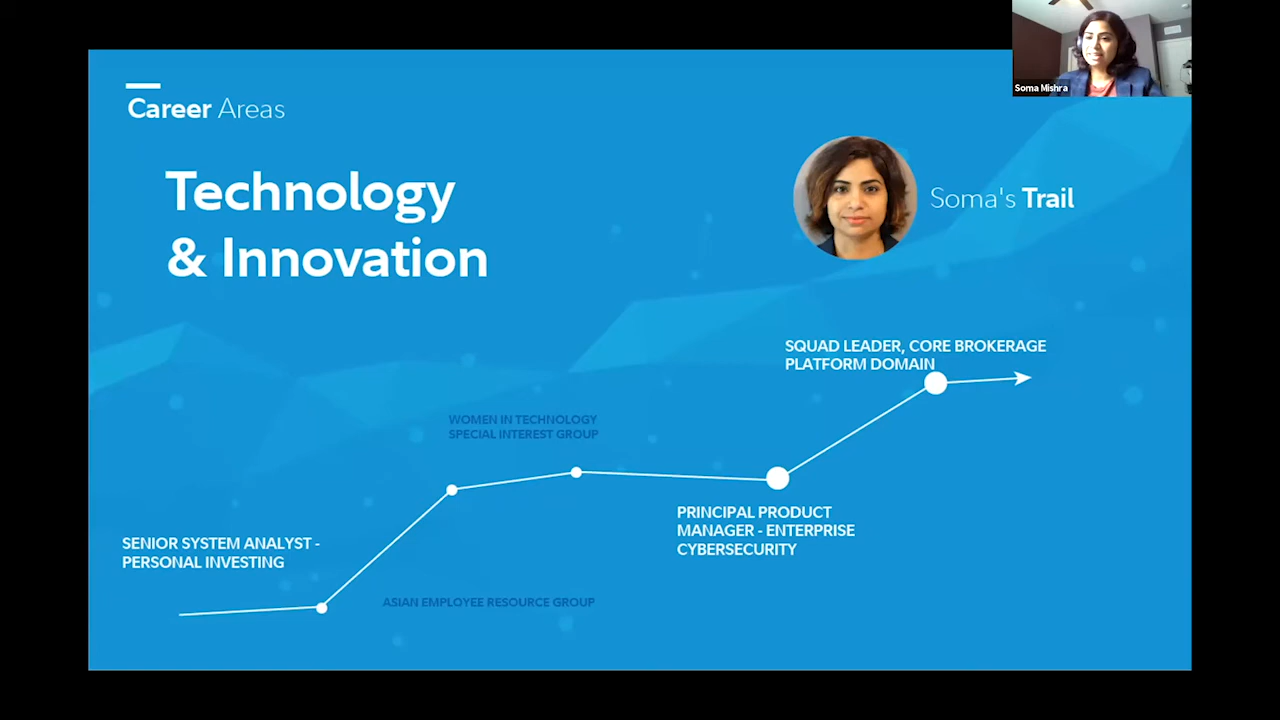 Soma Mishra
Career Areas
Technology
& Innovation
Soma's Trail
SQUAD LEADER, CORE BROKERAGE
PLATFORM DOMAIN
WOMEN IN TECHNOLOGY
SPECIAL INTEREST GROUP
PRINCIPAL PRODUCT
MANAGER - ENTERPRISE
CYBERSECURITY
SENIOR SYSTEM ANALYST -
PERSONAL INVESTING
ASIAN EMPLOYEE RESOURCE GROUP